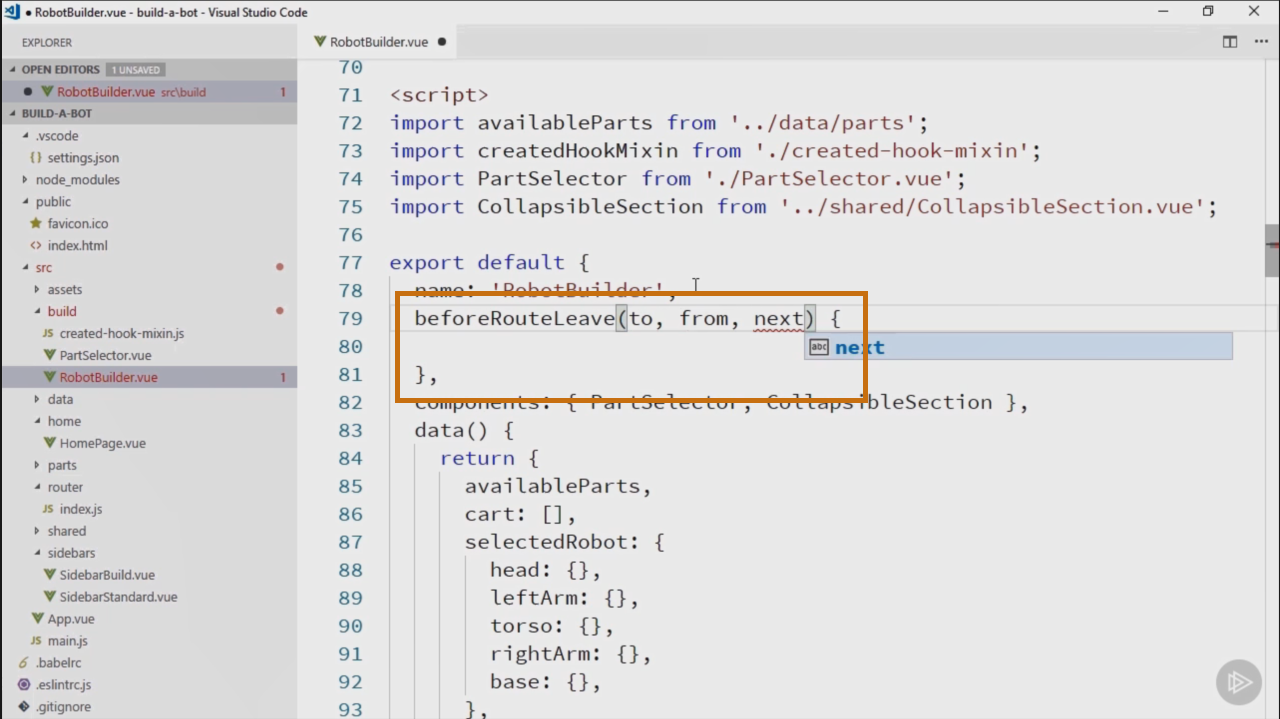 RobotBuilder.vue - build-a-bot - Visual Studio Code
EXPLORER
RobotBuilder.vue
OPEN EDITORS 1 UNSAVED
RobotBuilder.vue src\build 1
BUILD-A-BOT
.vscode
{} settings.json
node_modules
public
favicon.ico
<> index.html
src
assets
build
JS created-hook-mixin.js
PartSelector.vue
RobotBuilder.vue 1
data
home
HomePage.vue
parts
router
JS index.js
shared
sidebars
SidebarBuild.vue
SidebarStandard.vue
App.vue
JS main.js
.babelrc
.eslintrc.js
.gitignore
70
71 <script>
72 import availableParts from '../data/parts';
73 import createdHookMixin from './created-hook-mixin';
74 import PartSelector from './PartSelector.vue';
75 import CollapsibleSection from '../shared/CollapsibleSection.vue';
76
77 export default {
78 name: 'RobotBuilder',
79 beforeRouteLeave(to, from, next) {
abc next
80
81 },
82 components: { PartSelector, CollapsibleSection },
83 data() {
84 return {
85 availableParts,
86 cart: [],
87 selectedRobot: {
88 head: {},
89 leftArm: {},
90 torso: {},
91 rightArm: {},
92 base: {},
93 },